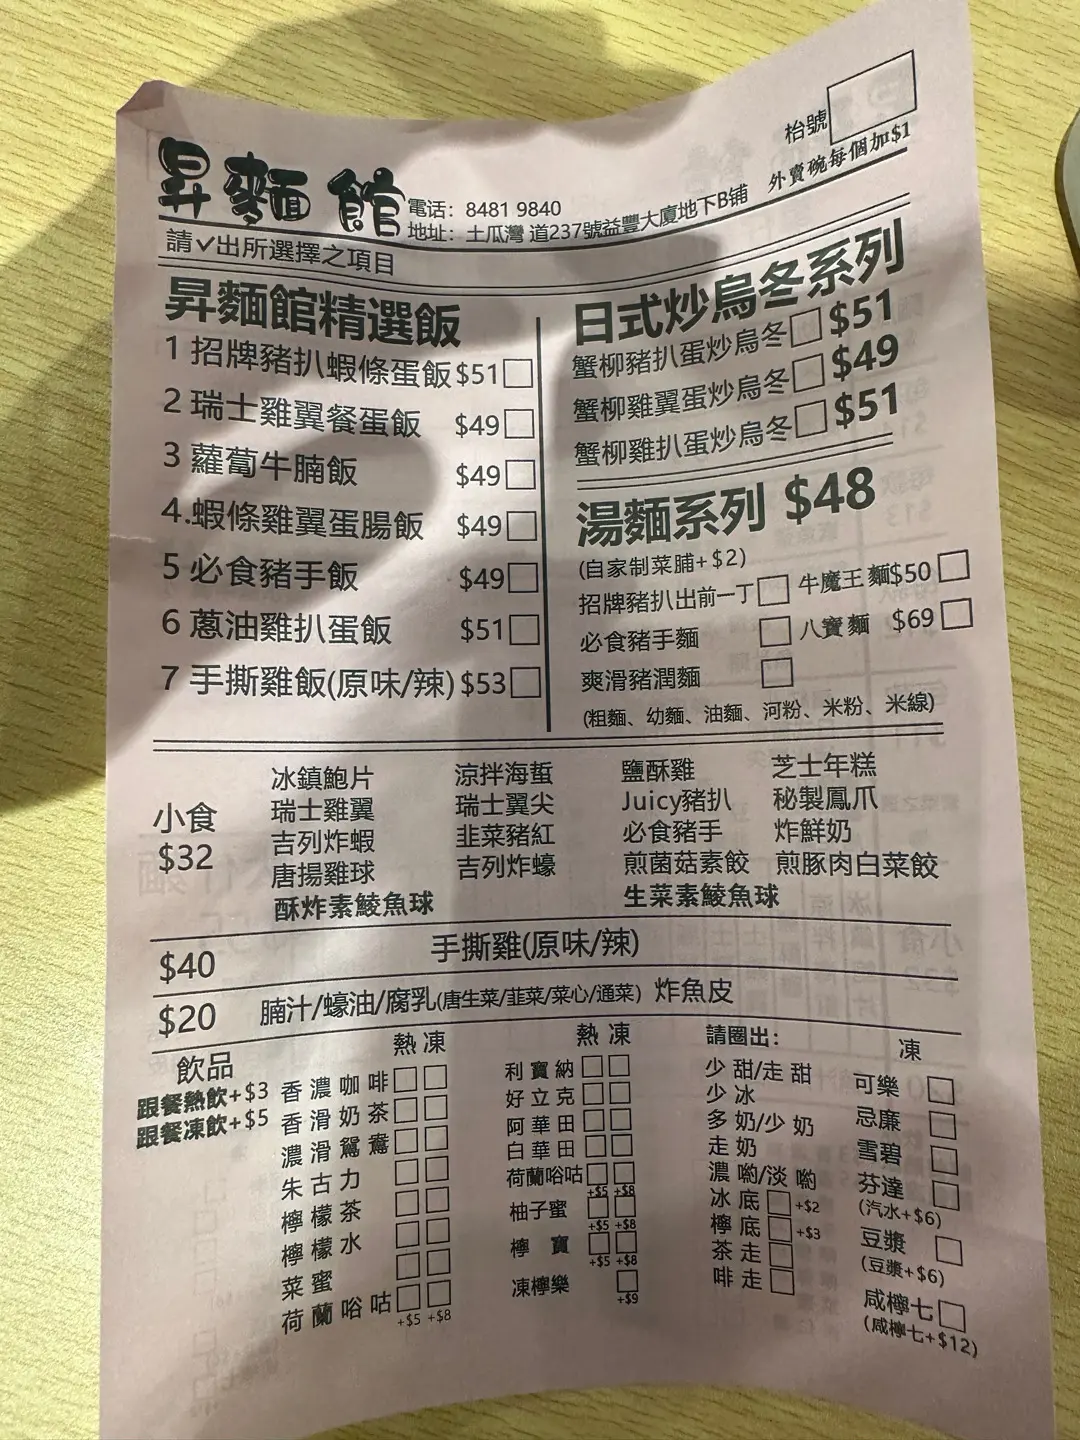 枱號
外賣碗每個加$1
昇麵館
電话：8481 9840
地址：土瓜灣 道237號益豐大廈地下B铺
請✓出所選擇之項目
昇麵館精選飯
1 招牌豬扒蝦條蛋飯 $51
2 瑞士雞翼餐蛋飯 $49
3 蘿蔔牛腩飯 $49
4.蝦條雞翼蛋腸飯 $49
5 必食豬手飯 $49
6 蔥油雞扒蛋飯 $51
7 手撕雞飯(原味/辣) $53
日式炒烏冬系列
蟹柳豬扒蛋炒烏冬 $51
蟹柳雞翼蛋炒烏冬 $49
蟹柳雞扒蛋炒烏冬 $51
湯麵系列 $48
(自家制菜脯+$2)
招牌豬扒出前一丁 牛魔王麵$50
必食豬手麵 八寶麵 $69
爽滑豬潤麵
(粗麵、幼麵、油麵、河粉、米粉、米線)
小食
$32
冰鎮鮑片 涼拌海蜇 鹽酥雞 芝士年糕
瑞士雞翼 瑞士翼尖 Juicy豬扒 秘製鳳爪
吉列炸蝦 韭菜豬紅 必食豬手 炸鮮奶
唐揚雞球 吉列炸蠔 煎菌菇素餃 煎豚肉白菜餃
酥炸素鯪魚球 生菜素鯪魚球
$40 手撕雞(原味/辣)
$20 腩汁/蠔油/腐乳(唐生菜/韮菜/菜心/通菜) 炸魚皮
飲品
跟餐熱飲+$3
跟餐凍飲+$5
熱 凍
香濃咖啡
香滑奶茶
濃滑鴛鴦
朱古力
檸檬茶
檸檬水
菜蜜
荷蘭哈咕
+$5 +$8
熱 凍
利寶納
好立克
阿華田
白華田
荷蘭哈咕
+$5 +$8
柚子蜜
+$5 +$8
檸寶
+$5 +$8
凍檸樂
+$9
請圈出：
少甜/走甜
少冰
多奶/少奶
走奶
濃啲/淡啲
冰底 +$2
檸底 +$3
茶走
啡走
凍
可樂
忌廉
雪碧
芬達
(汽水+$6)
豆漿
(豆漿+$6)
咸檸七
(咸檸七+$12)